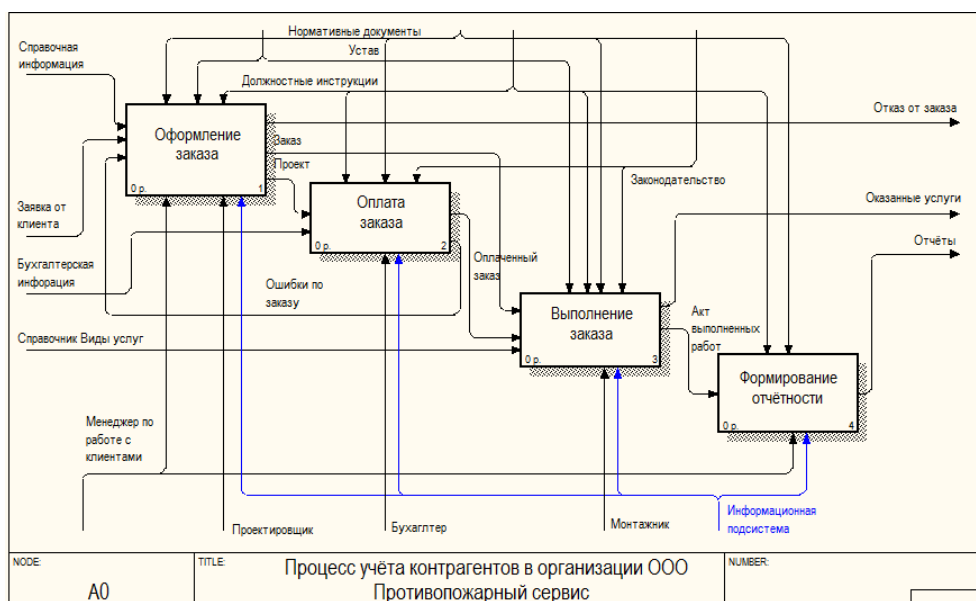 Нормативные документы
Справочная
информация
Устав
Должностные инструкции
Отказ от заказа
Оформление
заказа
0 р.
1
Заказ
Проект
Законодательство
Оплата
заказа
0 р.
2
Заявка от
клиента
Оказанные услуги
Отчёты
Бухгалтерская
инфорация
Ошибки по
заказу
Оплаченный
заказ
Выполнение
заказа
0 р.
3
Акт
выполненных
работ
Справочник Виды услуг
Формирование
отчётности
0 р.
4
Менеджер по
работе с
клиентами
Проектировщик
Бухаглтер
Монтажник
Информационная
подсистема
NODE:
A0
TITLE:
Процесс учёта контрагентов в организации ООО
Противопожарный сервис
NUMBER: